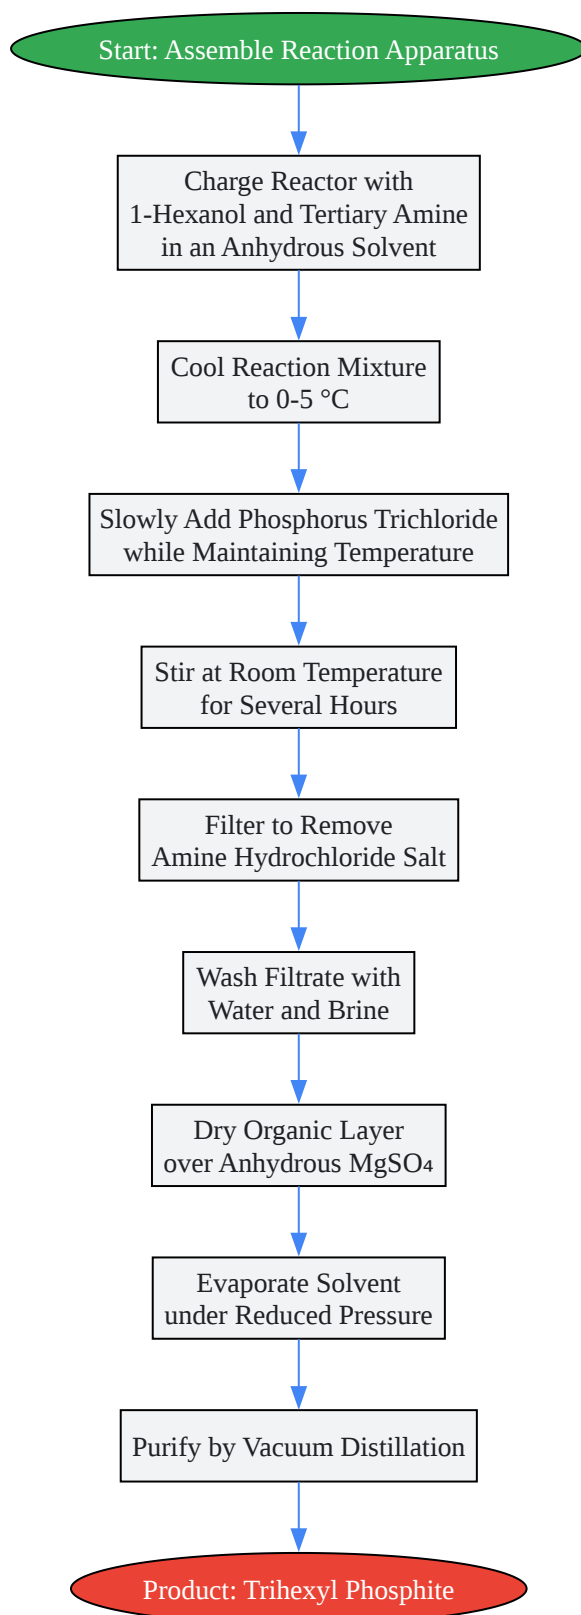 Start: Assemble Reaction Apparatus
Charge Reactor with
1-Hexanol and Tertiary Amine
in an Anhydrous Solvent
Cool Reaction Mixture
to 0-5 °C
Slowly Add Phosphorus Trichloride
while Maintaining Temperature
Stir at Room Temperature
for Several Hours
Filter to Remove
Amine Hydrochloride Salt
Wash Filtrate with
Water and Brine
Dry Organic Layer
over Anhydrous MgSO₄
Evaporate Solvent
under Reduced Pressure
Purify by Vacuum Distillation
Product: Trihexyl Phosphite